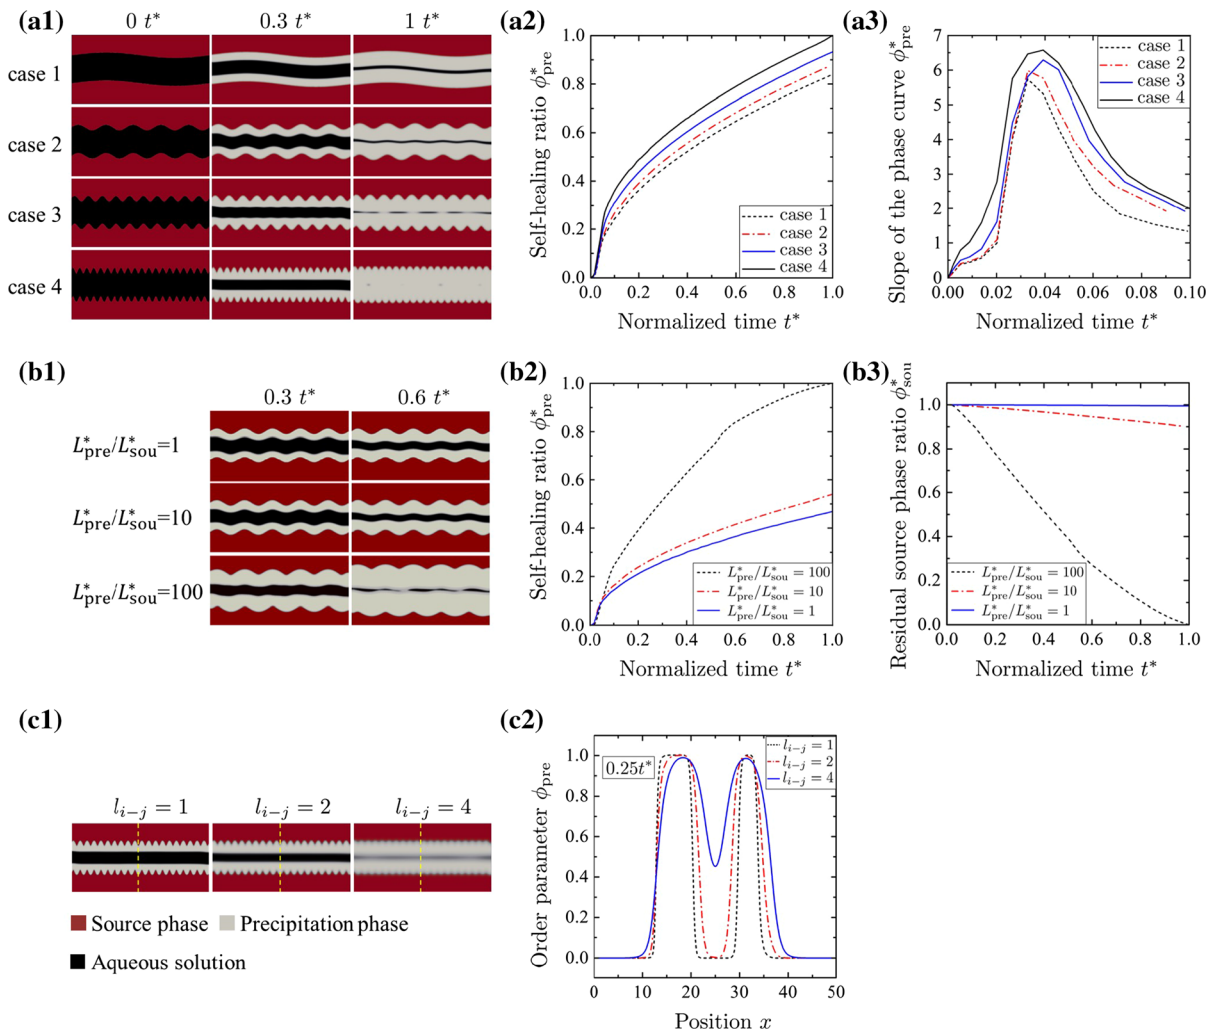 (a1)
0 t* 0.3 t* 1 t*
case 1
case 2
case 3
case 4
(a2)
Self-healing ratio ϕ*pre
1.0
0.8
0.6
0.4
0.2
0.0
case 1
case 2
case 3
case 4
0.0 0.2 0.4 0.6 0.8 1.0
Normalized time t*
(a3)
Slope of the phase curve ϕ*pre
7
6
5
4
3
2
1
0
case 1
case 2
case 3
case 4
0.00 0.02 0.04 0.06 0.08 0.10
Normalized time t*
(b1)
0.3 t* 0.6 t*
L*pre/L*sou=1
L*pre/L*sou=10
L*pre/L*sou=100
(b2)
Self-healing ratio ϕ*pre
1.0
0.8
0.6
0.4
0.2
0.0
L*pre/L*sou = 100
L*pre/L*sou = 10
L*pre/L*sou = 1
0.0 0.2 0.4 0.6 0.8 1.0
Normalized time t*
(b3)
Residual source phase ratio ϕ*sou
1.0
0.8
0.6
0.4
0.2
0.0
L*pre/L*sou = 100
L*pre/L*sou = 10
L*pre/L*sou = 1
0.0 0.2 0.4 0.6 0.8 1.0
Normalized time t*
(c1)
li−j = 1 li−j = 2 li−j = 4
Source phase Precipitation phase
Aqueous solution
(c2)
Order parameter ϕpre
1.0
0.8
0.6
0.4
0.2
0.0
0.25t*
li−j = 1
li−j = 2
li−j = 4
0 10 20 30 40 50
Position x